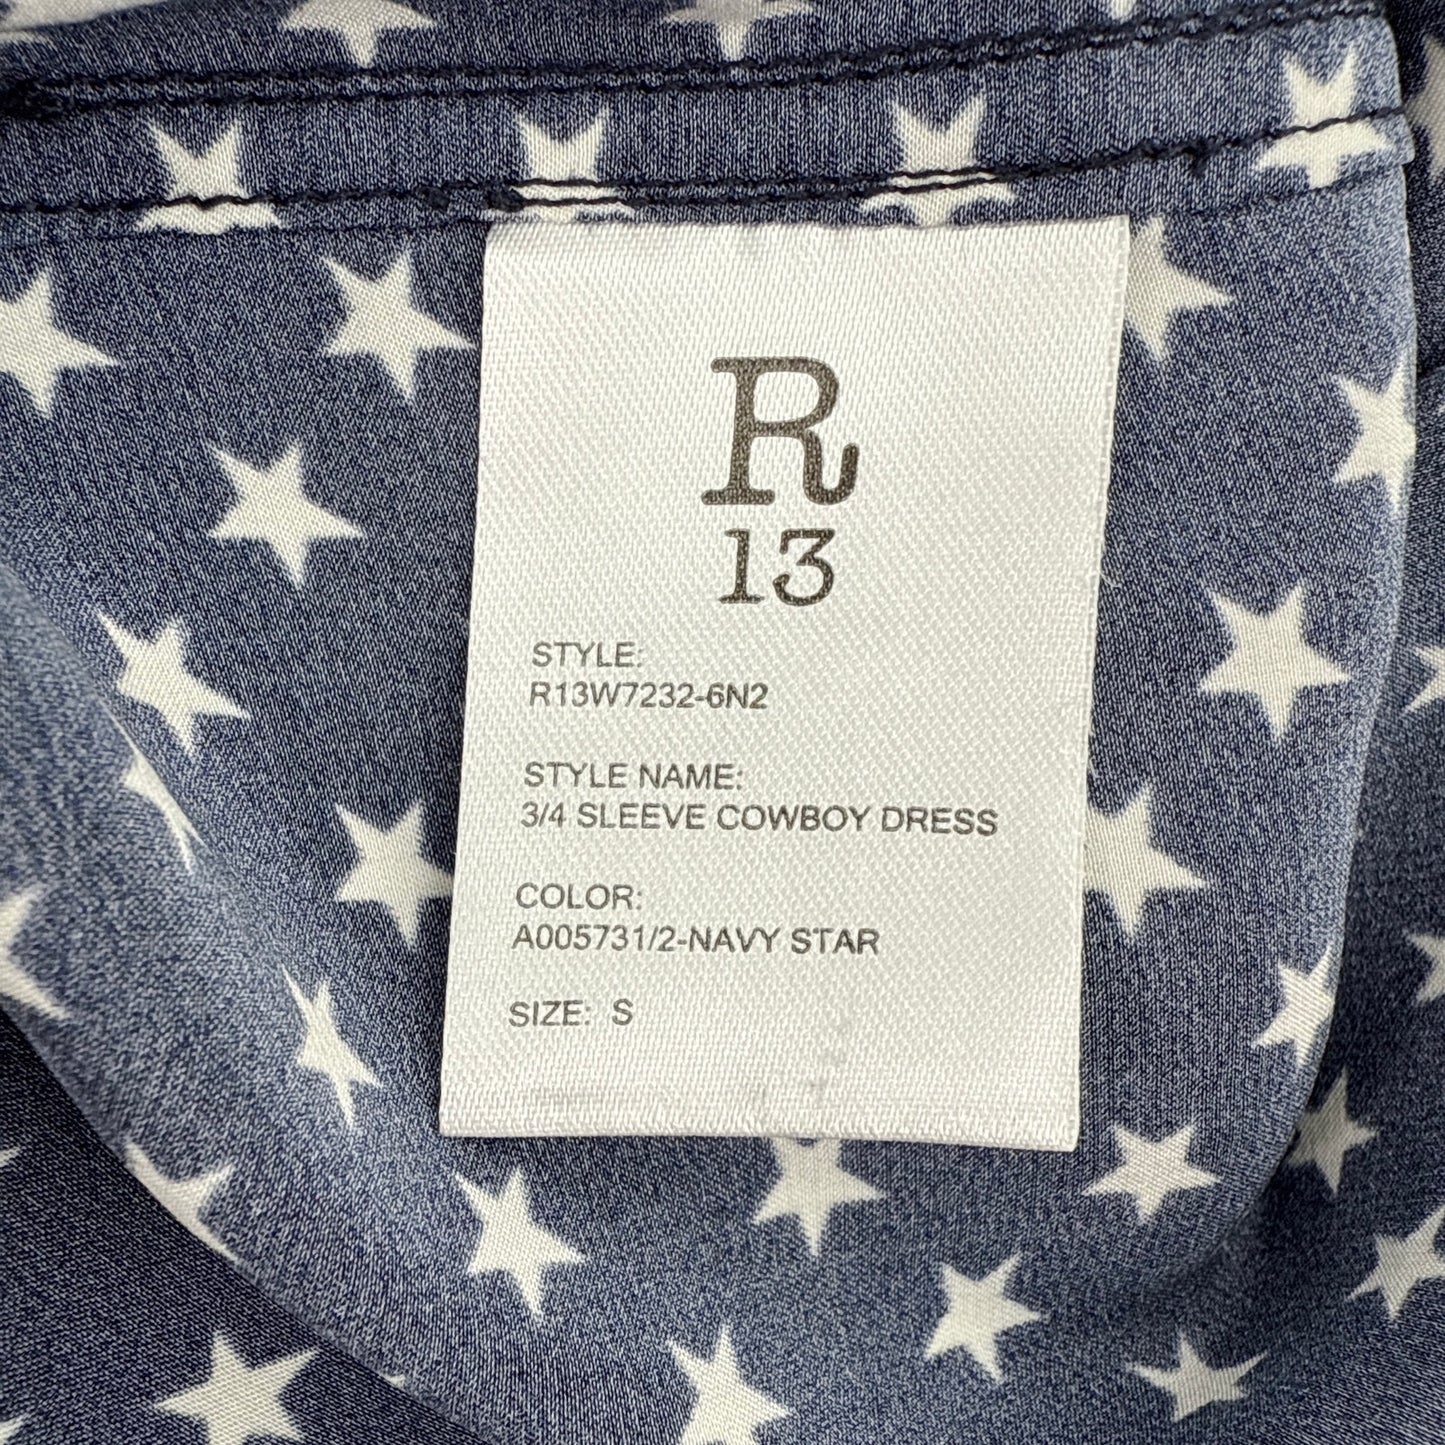 R
13
STYLE:
R13W7232-6N2
STYLE NAME:
3/4 SLEEVE COWBOY DRESS
COLOR:
A005731/2-NAVY STAR
SIZE: S